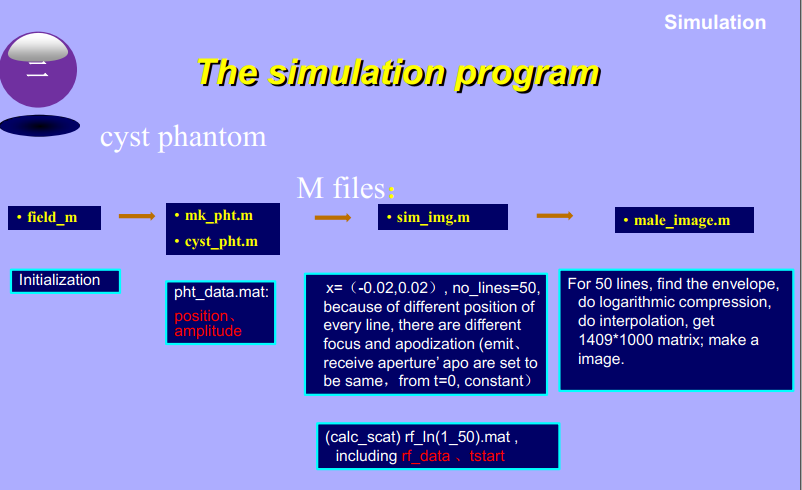 Simulation
二
The simulation program
cyst phantom
M files：
• field_m
• mk_pht.m
• cyst_pht.m
• sim_img.m
• male_image.m
Initialization
pht_data.mat:
position、
amplitude
x=（-0.02,0.02）, no_lines=50,
because of different position of
every line, there are different
focus and apodization (emit、
receive aperture’ apo are set to
be same，from t=0, constant）
For 50 lines, find the envelope,
do logarithmic compression,
do interpolation, get
1409*1000 matrix; make a
image.
(calc_scat) rf_ln(1_50).mat ,
including rf_data 、tstart